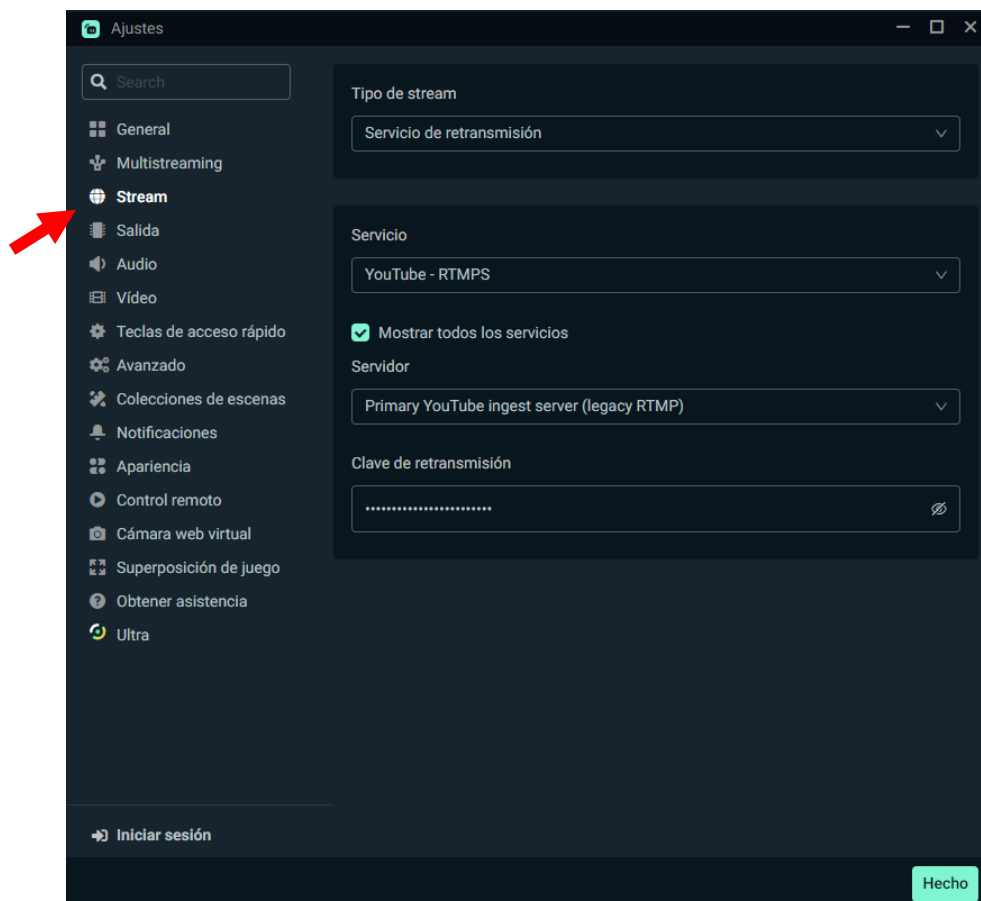 Ajustes
Search
General
Multistreaming
Stream
Salida
Audio
Vídeo
Teclas de acceso rápido
Avanzado
Colecciones de escenas
Notificaciones
Apariencia
Control remoto
Cámara web virtual
Superposición de juego
Obtener asistencia
Ultra
Iniciar sesión
Tipo de stream
Servicio de retransmisión
Servicio
YouTube - RTMPS
Mostrar todos los servicios
Servidor
Primary YouTube ingest server (legacy RTMP)
Clave de retransmisión
························
Hecho